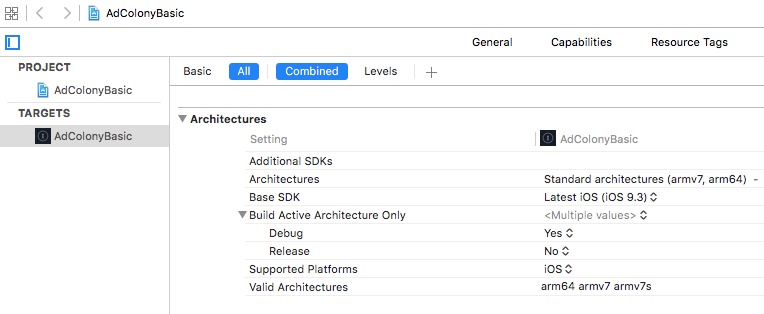 AdColonyBasic
General Capabilities Resource Tags
PROJECT
AdColonyBasic
TARGETS
AdColonyBasic
Basic All Combined Levels +
Architectures
Setting AdColonyBasic
Additional SDKs
Architectures Standard architectures (armv7, arm64) -
Base SDK Latest iOS (iOS 9.3)
Build Active Architecture Only <Multiple values>
Debug Yes
Release No
Supported Platforms iOS
Valid Architectures arm64 armv7 armv7s